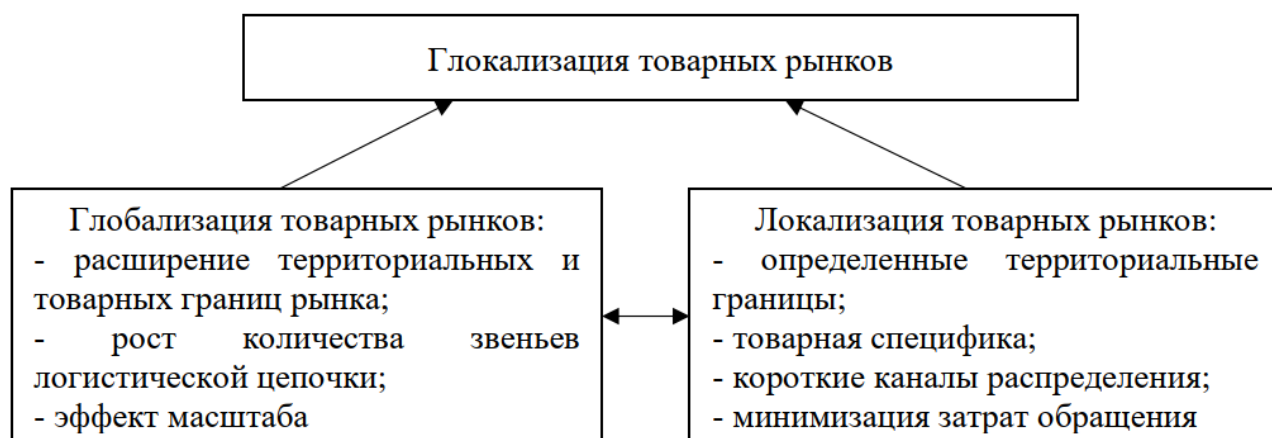 Глокализация товарных рынков
Глобализация товарных рынков:
- расширение территориальных и
товарных границ рынка;
- рост количества звеньев
логистической цепочки;
- эффект масштаба
Локализация товарных рынков:
- определенные территориальные
границы;
- товарная специфика;
- короткие каналы распределения;
- минимизация затрат обращения